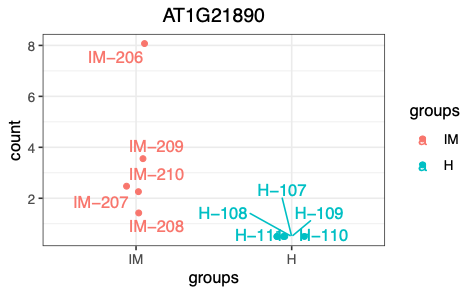 AT1G21890
count
8
6
4
2
IM−206
IM−209
IM−210
IM−207
IM−208
H−107
H−108
H−109
H−110
IM
H
groups
groups
a IM
a H